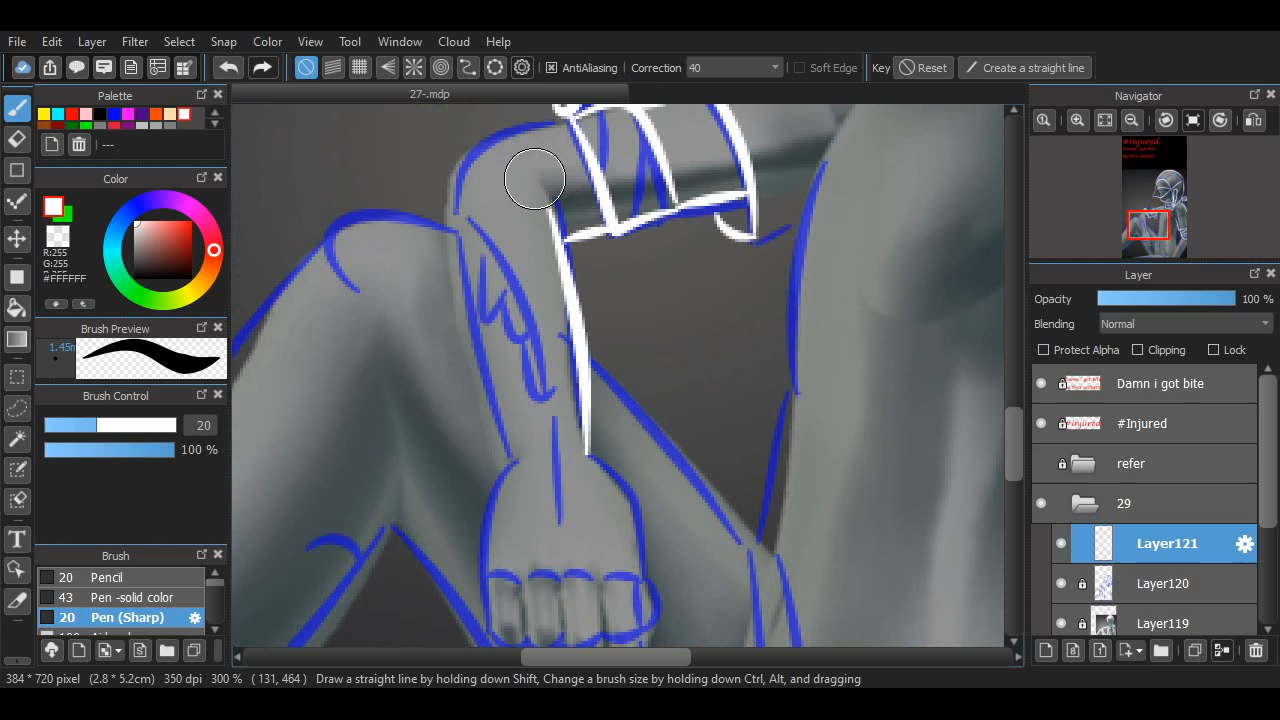 File Edit Layer Filter Select Snap Color View Tool Window Cloud Help
AntiAliasing Correction 40 Soft Edge Key Reset Create a straight line
Palette
27-.mdp
Navigator
---
Color
R:255
G:255
#FFFFFF
Layer
Opacity 100 %
Brush Preview
Blending Normal
Protect Alpha Clipping Lock
Brush Control
20
100 %
Damn i got bite
#Injured
refer
29
Layer121
Layer120
Layer119
Brush
20 Pencil
43 Pen -solid color
20 Pen (Sharp)
384 * 720 pixel (2.8 * 5.2cm) 350 dpi 300 % ( 131, 464 ) Draw a straight line by holding down Shift, Change a brush size by holding down Ctrl, Alt, and dragging